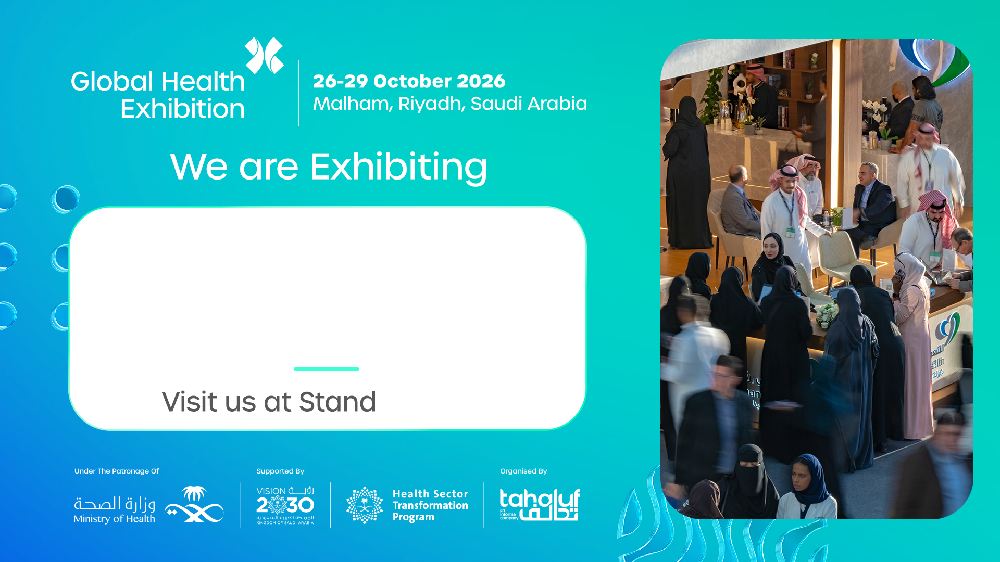 Global Health
Exhibition
26-29 October 2026
Malham, Riyadh, Saudi Arabia
We are Exhibiting
Visit us at Stand
Under The Patronage Of
وزارة الصحة
Ministry of Health
Supported By
VISION رؤيــة
2030
المملكة العربية السعودية
KINGDOM OF SAUDI ARABIA
Health Sector
Transformation
Program
Organised By
tahaluf
تحالف
an
informa
company